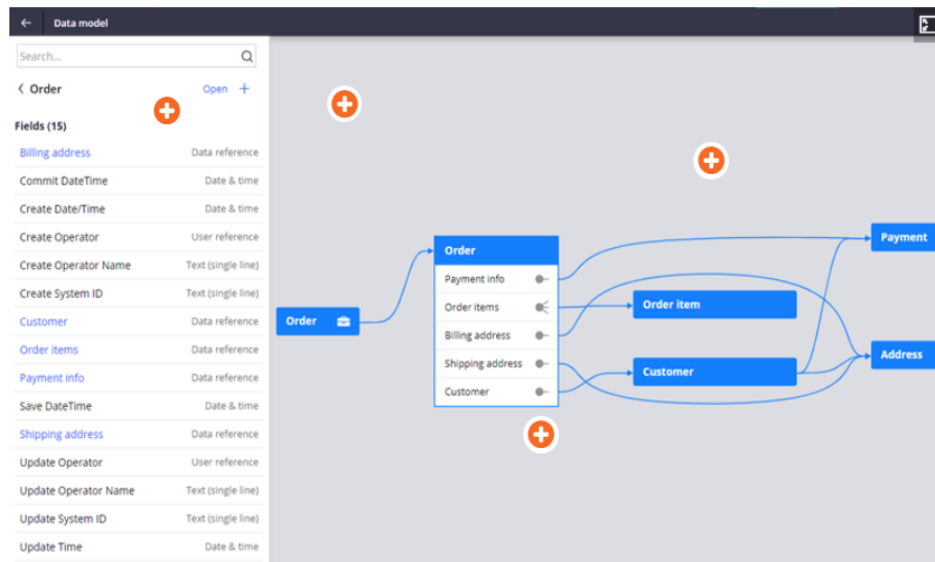 Data model
Search...
Order
Open
Fields (15)
Billing address Data reference
Commit DateTime Date & time
Create Date/Time Date & time
Create Operator User reference
Create Operator Name Text (single line)
Create System ID Text (single line)
Customer Data reference
Order items Data reference
Payment info Data reference
Save DateTime Date & time
Shipping address Data reference
Update Operator User reference
Update Operator Name Text (single line)
Update System ID Text (single line)
Update Time Date & time
Order
Order
Payment info
Order items
Billing address
Shipping address
Customer
Order item
Customer
Payment
Address